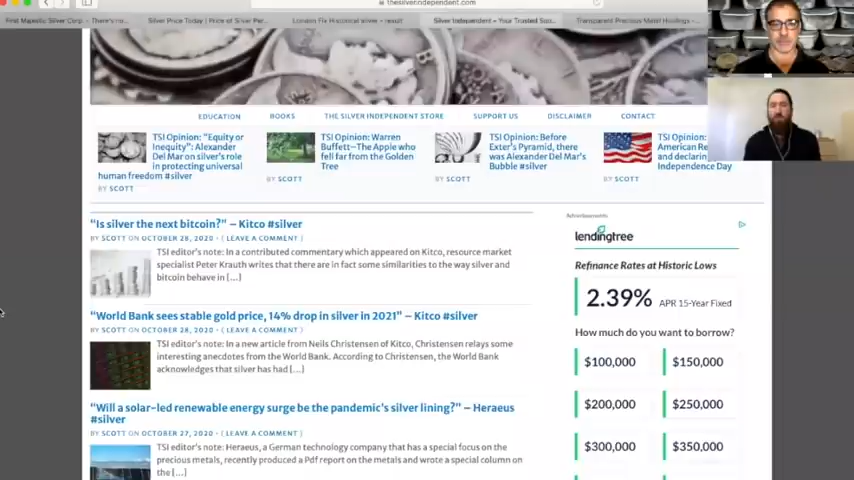 thesilverindependent.com
First Majestic Silver Corp. – There's no...
Silver Price Today | Price of Silver Per...
London Fix Historical silver - result
Silver Independent – Your Trusted Sou...
Transparent Precious Metal Holdings -...
EDUCATION
BOOKS
THE SILVER INDEPENDENT STORE
SUPPORT US
DISCLAIMER
CONTACT
TSI Opinion: "Equity or
Inequity": Alexander
Del Mar on silver's role
in protecting universal
human freedom #silver
BY SCOTT
TSI Opinion: Warren
Buffett—The Apple who
fell far from the Golden
Tree
BY SCOTT
TSI Opinion: Before
Exter's Pyramid, there
was Alexander Del Mar's
Bubble #silver
BY SCOTT
TSI Opinion:
American Re
and declaring
Independence Day
BY SCOTT
"Is silver the next bitcoin?" – Kitco #silver
BY SCOTT ON OCTOBER 28, 2020 • ( LEAVE A COMMENT )
TSI editor's note: In a contributed commentary which appeared on Kitco, resource market
specialist Peter Krauth writes that there are in fact some similarities to the way silver and
bitcoin behave in [...]
"World Bank sees stable gold price, 14% drop in silver in 2021" – Kitco #silver
BY SCOTT ON OCTOBER 28, 2020 • ( LEAVE A COMMENT )
TSI editor's note: In a new article from Neils Christensen of Kitco, Christensen relays some
interesting anecdotes from the World Bank. According to Christensen, the World Bank
acknowledges that silver has had [...]
"Will a solar-led renewable energy surge be the pandemic's silver lining?" – Heraeus
#silver
BY SCOTT ON OCTOBER 27, 2020 • ( LEAVE A COMMENT )
TSI editor's note: Heraeus, a German technology company that has a special focus on the
precious metals, recently produced a Pdf report on the metals and wrote a special column on
the [...]
Advertisements
lendingtree
Refinance Rates at Historic Lows
2.39% APR 15-Year Fixed
How much do you want to borrow?
$100,000
$150,000
$200,000
$250,000
$300,000
$350,000